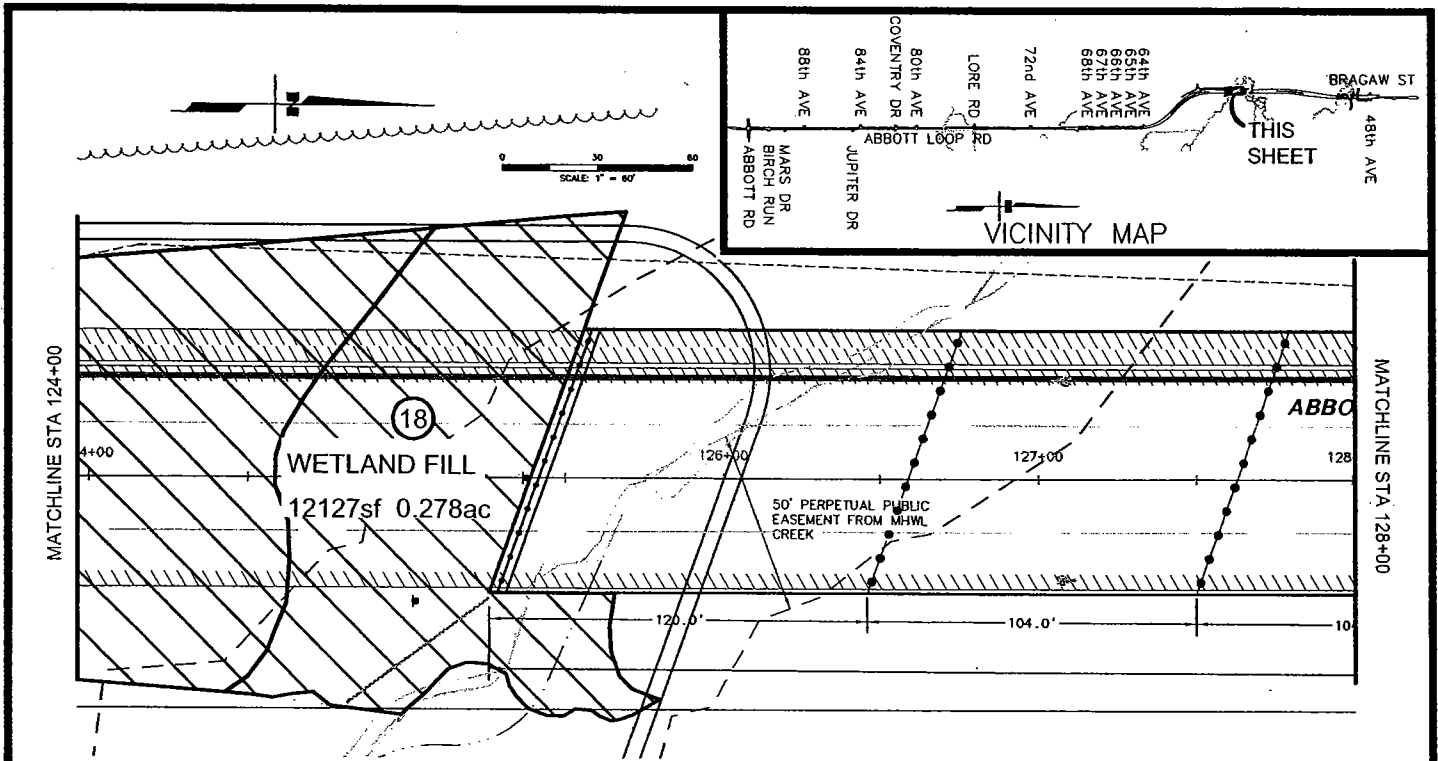 88th AVE
84th AVE
COVENTRY DR
80th AVE
LORE RD
72nd AVE
68th AVE
67th AVE
66th AVE
65th AVE
64th AVE
BRAGAW ST
48th AVE
THIS
SHEET
ABBOTT LOOP RD
ABBOTT RD
BIRCH RUN
MARS DR
JUPITER DR
VICINITY MAP
0 30 60
SCALE: 1" = 60'
MATCHLINE STA 124+00
4+00
18
WETLAND FILL
12127sf 0.278ac
126+00
127+00
128
ABBO
50' PERPETUAL PUBLIC
EASEMENT FROM MHWL
CREEK
120.0'
104.0'
10
MATCHLINE STA 128+00